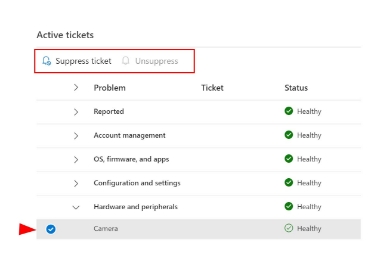 Active tickets
Suppress ticket Unsuppress
Problem Ticket Status
Reported Healthy
Account management Healthy
OS, firmware, and apps Healthy
Configuration and settings Healthy
Hardware and peripherals Healthy
Camera Healthy